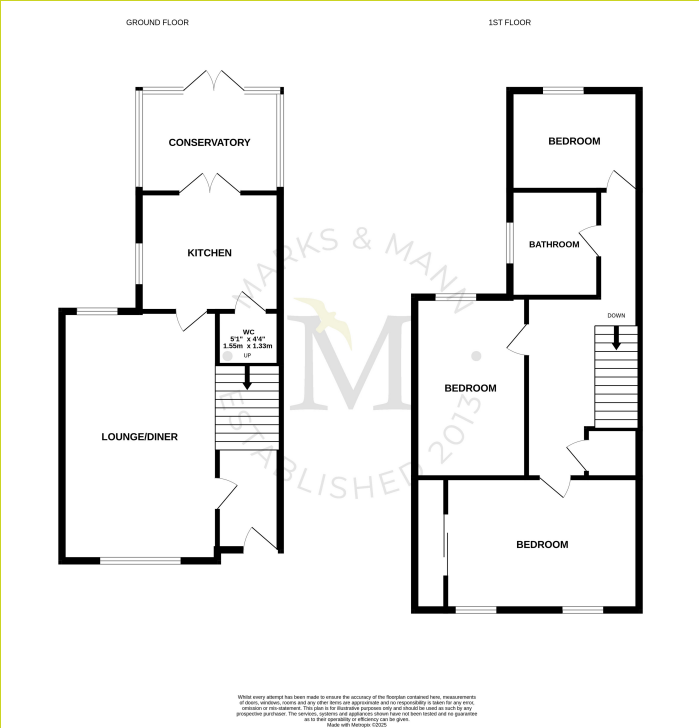 GROUND FLOOR
1ST FLOOR
CONSERVATORY
BEDROOM
KITCHEN
BATHROOM
MARKS & MANN
WC
5'1" x 4'4"
1.55m x 1.33m
UP
DOWN
M
BEDROOM
LOUNGE/DINER
ESTABLISHED 2013
BEDROOM
Whilst every attempt has been made to ensure the accuracy of the floorplan contained here, measurements
of doors, windows, rooms and any other items are approximate and no responsibility is taken for any error,
omission or mis-statement. This plan is for illustrative purposes only and should be used as such by any
prospective purchaser. The services, systems and appliances shown have not been tested and no guarantee
as to their operability or efficiency can be given.
Made with Metropix ©2025